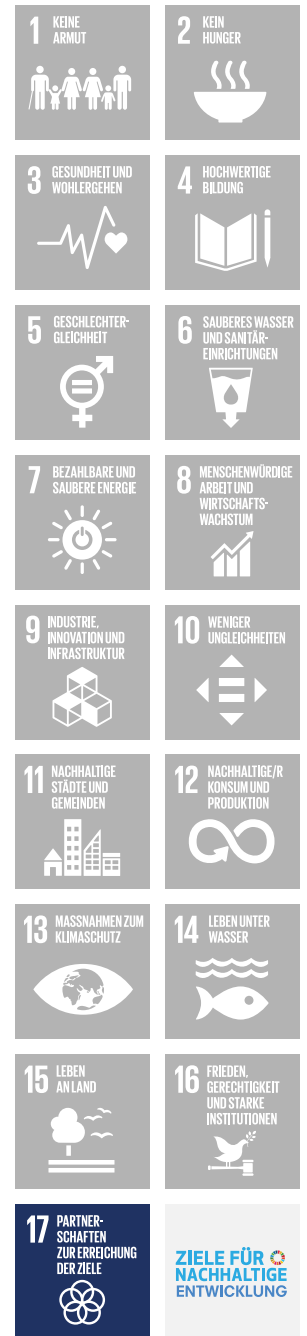 1 KEINE
ARMUT
2 KEIN
HUNGER
3 GESUNDHEIT UND
WOHLERGEHEN
4 HOCHWERTIGE
BILDUNG
5 GESCHLECHTER-
GLEICHHEIT
6 SAUBERES WASSER
UND SANITÄR-
EINRICHTUNGEN
7 BEZAHLBARE UND
SAUBERE ENERGIE
8 MENSCHENWÜRDIGE
ARBEIT UND
WIRTSCHAFTS-
WACHSTUM
9 INDUSTRIE,
INNOVATION UND
INFRASTRUKTUR
10 WENIGER
UNGLEICHHEITEN
11 NACHHALTIGE
STÄDTE UND
GEMEINDEN
12 NACHHALTIGE/R
KONSUM UND
PRODUKTION
13 MASSNAHMEN ZUM
KLIMASCHUTZ
14 LEBEN UNTER
WASSER
15 LEBEN
AN LAND
16 FRIEDEN,
GERECHTIGKEIT
UND STARKE
INSTITUTIONEN
17 PARTNER-
SCHAFTEN
ZUR ERREICHUNG
DER ZIELE
ZIELE FÜR
NACHHALTIGE
ENTWICKLUNG